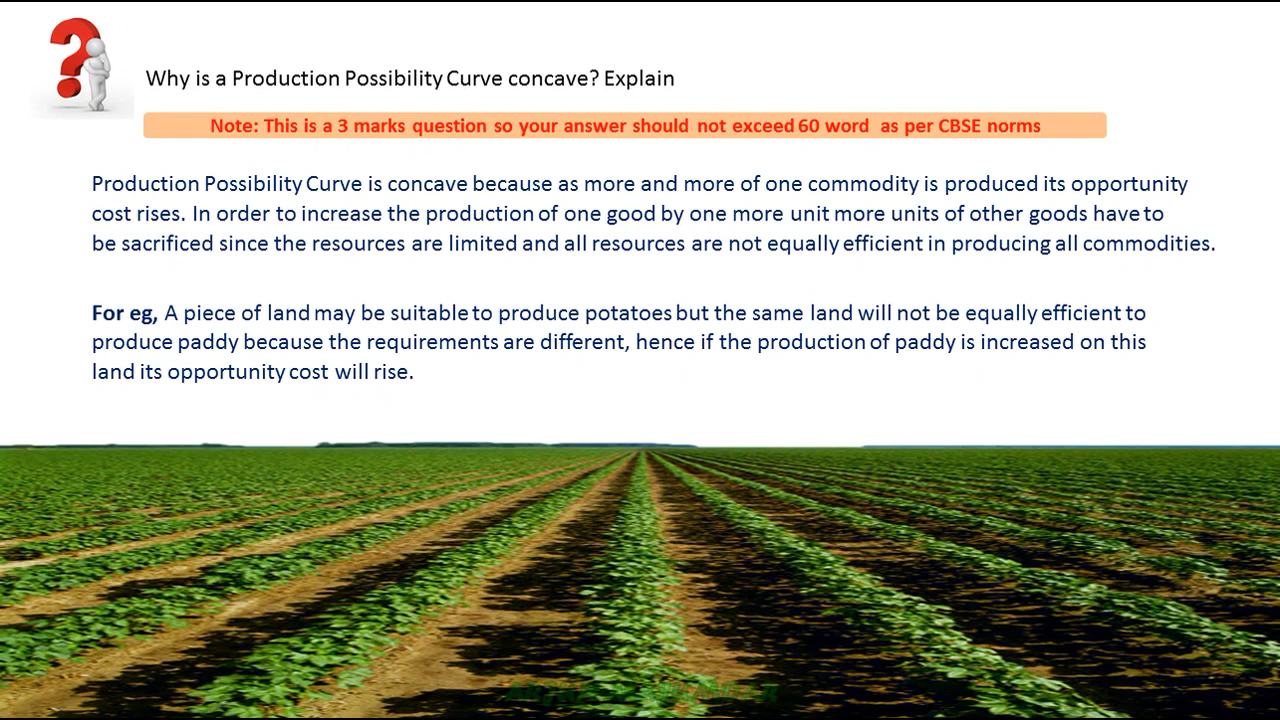 Why is a Production Possibility Curve concave? Explain
Note: This is a 3 marks question so your answer should not exceed 60 word as per CBSE norms
Production Possibility Curve is concave because as more and more of one commodity is produced its opportunity
cost rises. In order to increase the production of one good by one more unit more units of other goods have to
be sacrificed since the resources are limited and all resources are not equally efficient in producing all commodities.
For eg, A piece of land may be suitable to produce potatoes but the same land will not be equally efficient to
produce paddy because the requirements are different, hence if the production of paddy is increased on this
land its opportunity cost will rise.